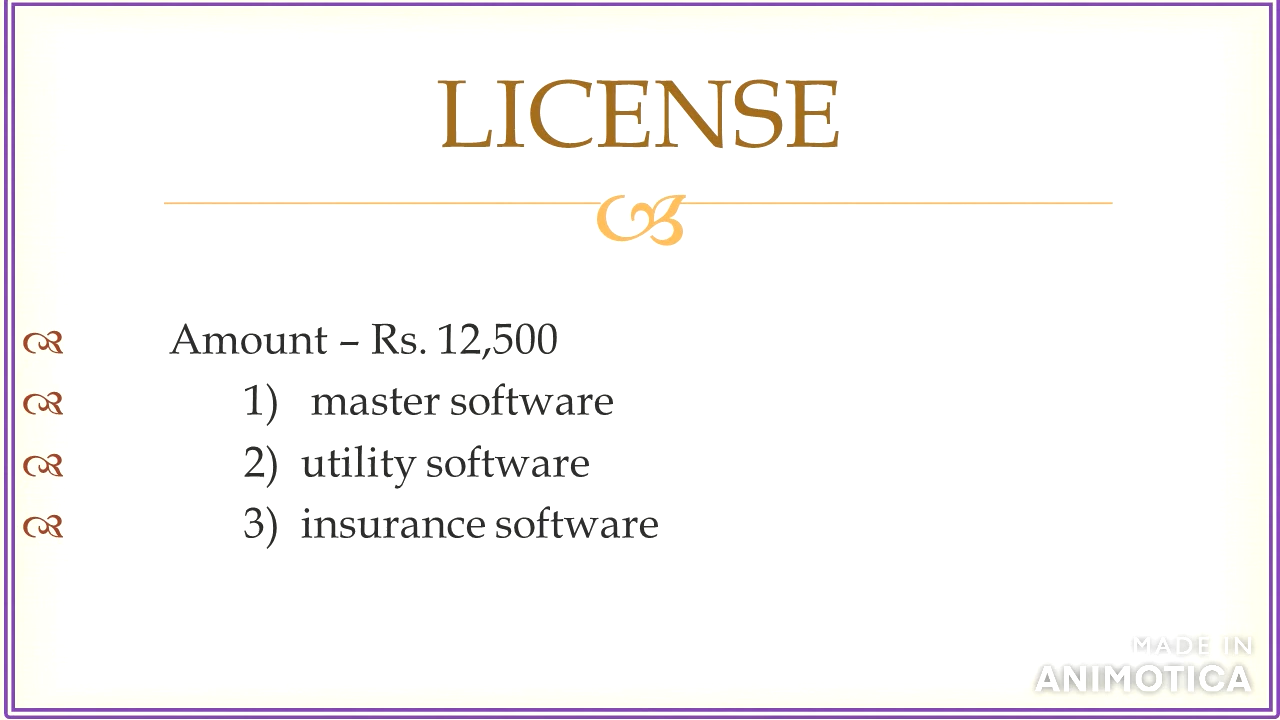 LICENSE
Amount – Rs. 12,500
1) master software
2) utility software
3) insurance software
MADE IN
ANIMOTICA